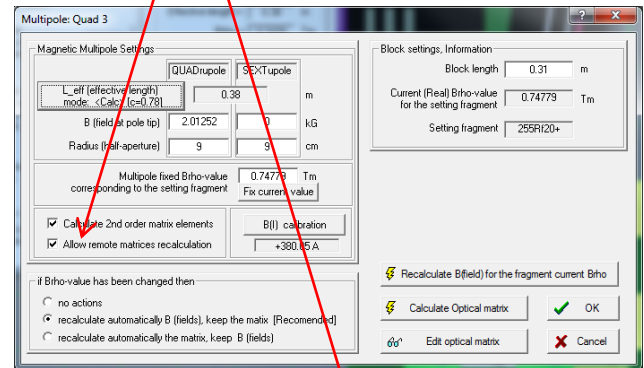 Multipole: Quad 3
Magnetic Multipole Settings
QUADrupole SEXTupole
L_eff (effective length)
mode: <Calc> [c=0.78]
0.38 m
B (field at pole tip) 2.01252 0 kG
Radius (half-aperture) 9 9 cm
Multipole fixed Brho-value
corresponding to the setting fragment
0.74779 Tm
Fix current value
Calculate 2nd order matrix elements
Allow remote matrices recalculation
B(I) calibration
+380.05 A
if Brho-value has been changed then
no actions
recalculate automatically B (fields), keep the matix [Recomended]
recalculate automatically the matrix, keep B (fields)
Block settings, Information
Block length 0.31 m
Current (Real) Brho-value
for the setting fragment
0.74779 Tm
Setting fragment 255Rf20+
Recalculate B(field) for the fragment current Brho
Calculate Optical matrix
OK
Edit optical matrix
Cancel